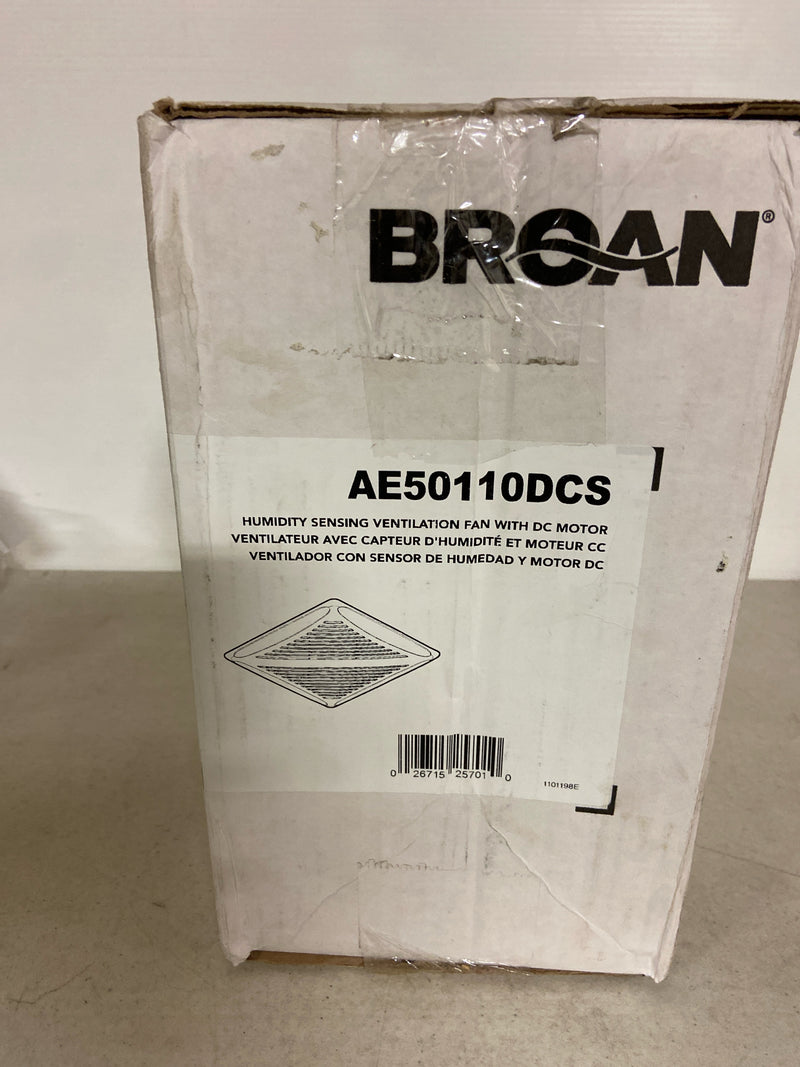 BROAN®
AE50110DCS
HUMIDITY SENSING VENTILATION FAN WITH DC MOTOR
VENTILATEUR AVEC CAPTEUR D'HUMIDITÉ ET MOTEUR CC
VENTILADOR CON SENSOR DE HUMEDAD Y MOTOR DC
0 26715 25701 0
1101198E